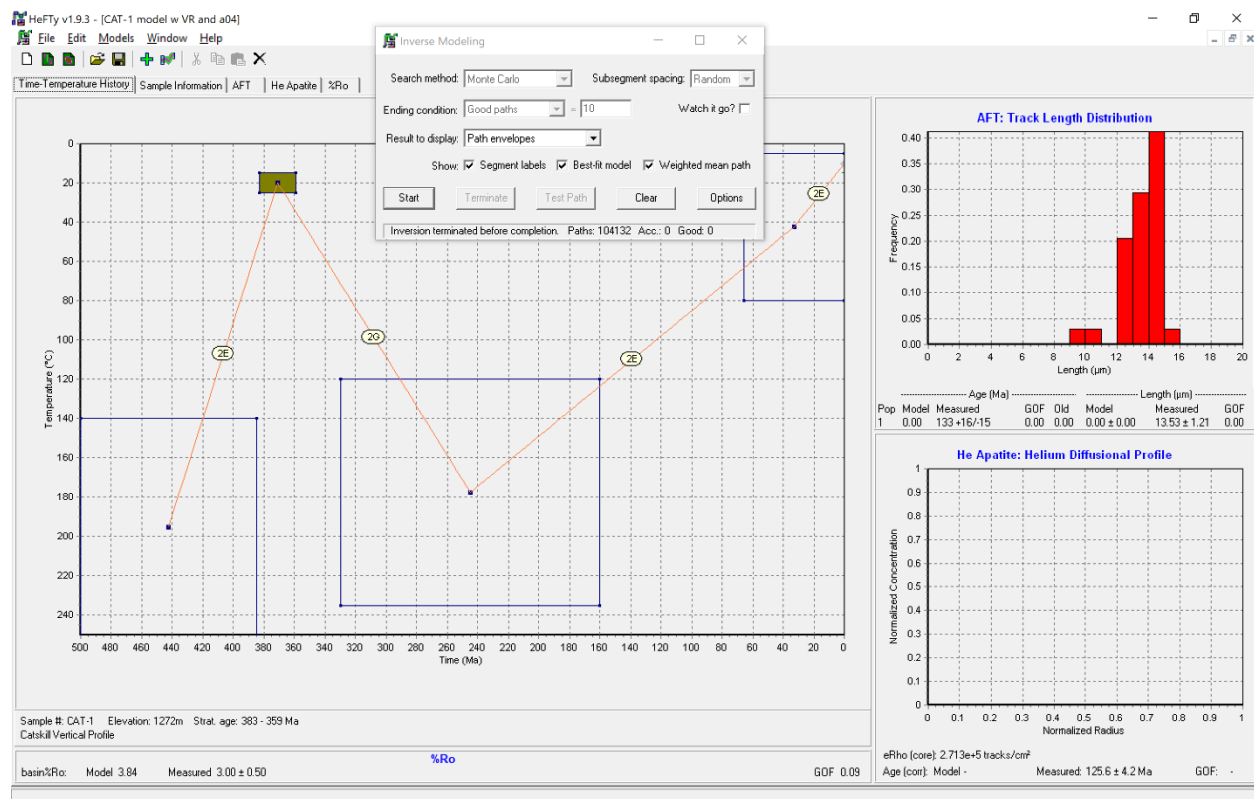 HeFTy v1.9.3 - [CAT-1 model w VR and a04]
File Edit Models Window Help
Time-Temperature History Sample Information AFT He Apatite %Ro
Inverse Modeling
Search method: Monte Carlo Subsegment spacing: Random
Ending condition: Good paths = 10 Watch it go?
Result to display: Path envelopes
Show: Segment labels Best-fit model Weighted mean path
Start Terminate Test Path Clear Options
Inversion terminated before completion. Paths: 104132 Acc.: 0 Good: 0
0
20
40
60
80
100
120
140
160
180
200
220
240
Temperature (°C)
2E
2G
2E
2E
500 480 460 440 420 400 380 360 340 320 300 280 260 240 220 200 180 160 140 120 100 80 60 40 20 0
Time (Ma)
Sample #: CAT-1 Elevation: 1272m Strat. age: 383 - 359 Ma
Catskill Vertical Profile
%Ro
basin%Ro: Model 3.84 Measured 3.00 ± 0.50 GOF 0.09
AFT: Track Length Distribution
0.40
0.35
0.30
0.25
0.20
0.15
0.10
0.05
0.00
Frequency
0 2 4 6 8 10 12 14 16 18 20
Length (µm)
Age (Ma) Length (µm)
Pop Model Measured GOF Old Model Measured GOF
1 0.00 133 +16/-15 0.00 0.00 0.00 ± 0.00 13.53 ± 1.21 0.00
He Apatite: Helium Diffusional Profile
1
0.9
0.8
0.7
0.6
0.5
0.4
0.3
0.2
0.1
0
Normalized Concentration
0 0.1 0.2 0.3 0.4 0.5 0.6 0.7 0.8 0.9 1
Normalized Radius
eRho (core): 2.713e+5 tracks/cm²
Age (corr): Model - Measured: 125.6 ± 4.2 Ma GOF: -